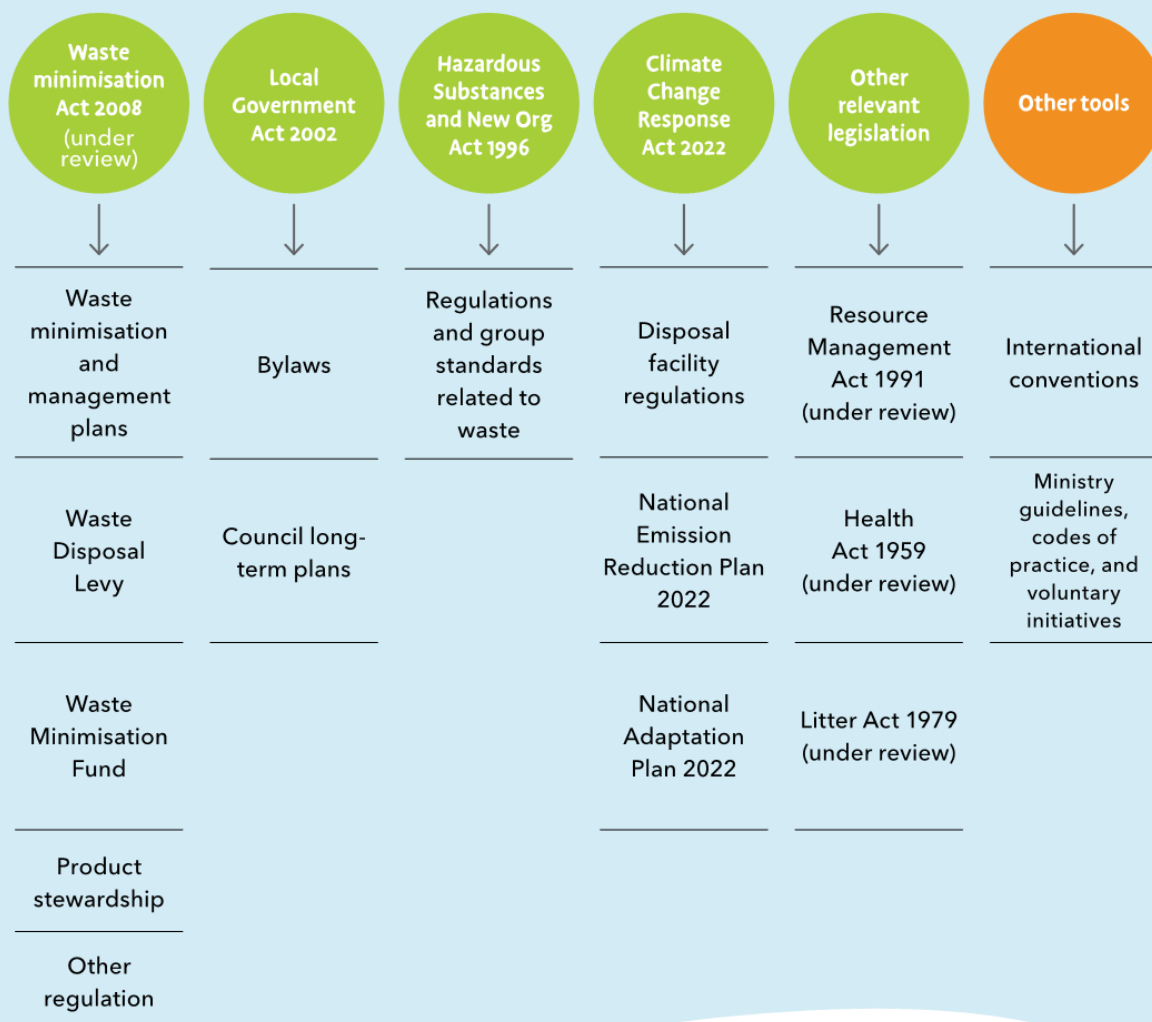 Waste
minimisation
Act 2008
(under
review)
Local
Government
Act 2002
Hazardous
Substances
and New Org
Act 1996
Climate
Change
Response
Act 2022
Other
relevant
legislation
Other tools
Waste
minimisation
and
management
plans
Waste
Disposal
Levy
Waste
Minimisation
Fund
Product
stewardship
Other
regulation
Bylaws
Council long-
term plans
Regulations
and group
standards
related to
waste
Disposal
facility
regulations
National
Emission
Reduction Plan
2022
National
Adaptation
Plan 2022
Resource
Management
Act 1991
(under review)
Health
Act 1959
(under review)
Litter Act 1979
(under review)
International
conventions
Ministry
guidelines,
codes of
practice, and
voluntary
initiatives